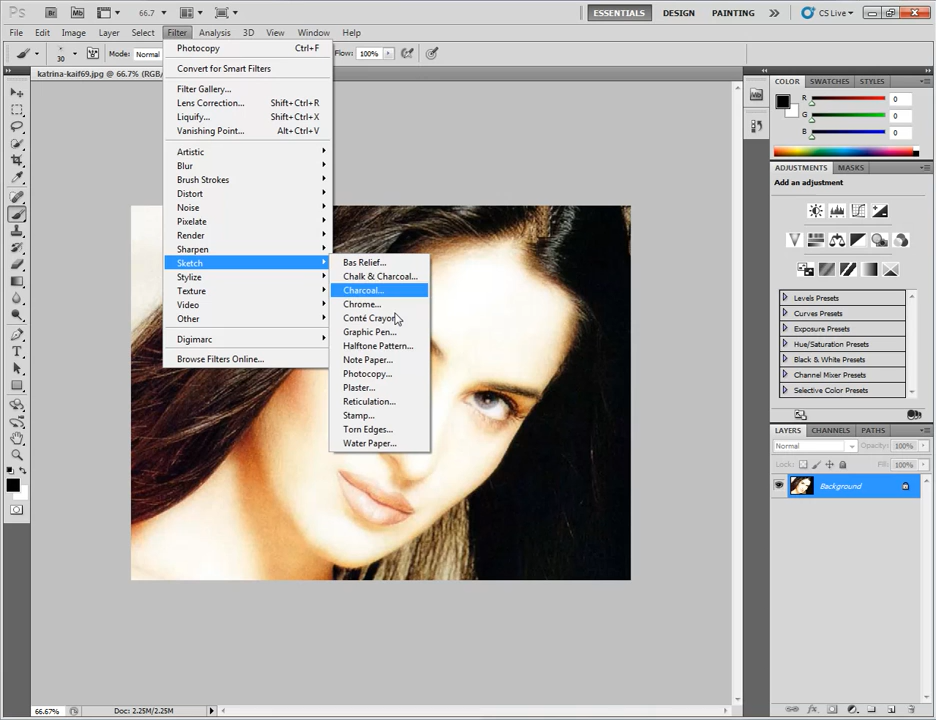 Ps Br Mb 66.7 ESSENTIALS DESIGN PAINTING CS Live
File Edit Image Layer Select Filter Analysis 3D View Window Help
30 Mode: Normal Flow: 100%
katrina-kaif69.jpg @ 66.7% (RGB/
Photocopy Ctrl+F
Convert for Smart Filters
Filter Gallery...
Lens Correction... Shift+Ctrl+R
Liquify... Shift+Ctrl+X
Vanishing Point... Alt+Ctrl+V
Artistic
Blur
Brush Strokes
Distort
Noise
Pixelate
Render
Sharpen
Sketch
Stylize
Texture
Video
Other
Digimarc
Browse Filters Online...
Bas Relief...
Chalk & Charcoal...
Charcoal...
Chrome...
Conté Crayon
Graphic Pen...
Halftone Pattern...
Note Paper...
Photocopy...
Plaster...
Reticulation...
Stamp...
Torn Edges...
Water Paper...
COLOR SWATCHES STYLES
R 0
G 0
B 0
ADJUSTMENTS MASKS
Add an adjustment
Levels Presets
Curves Presets
Exposure Presets
Hue/Saturation Presets
Black & White Presets
Channel Mixer Presets
Selective Color Presets
LAYERS CHANNELS PATHS
Normal Opacity: 100%
Lock: Fill: 100%
Background
66.67% Doc: 2.25M/2.25M